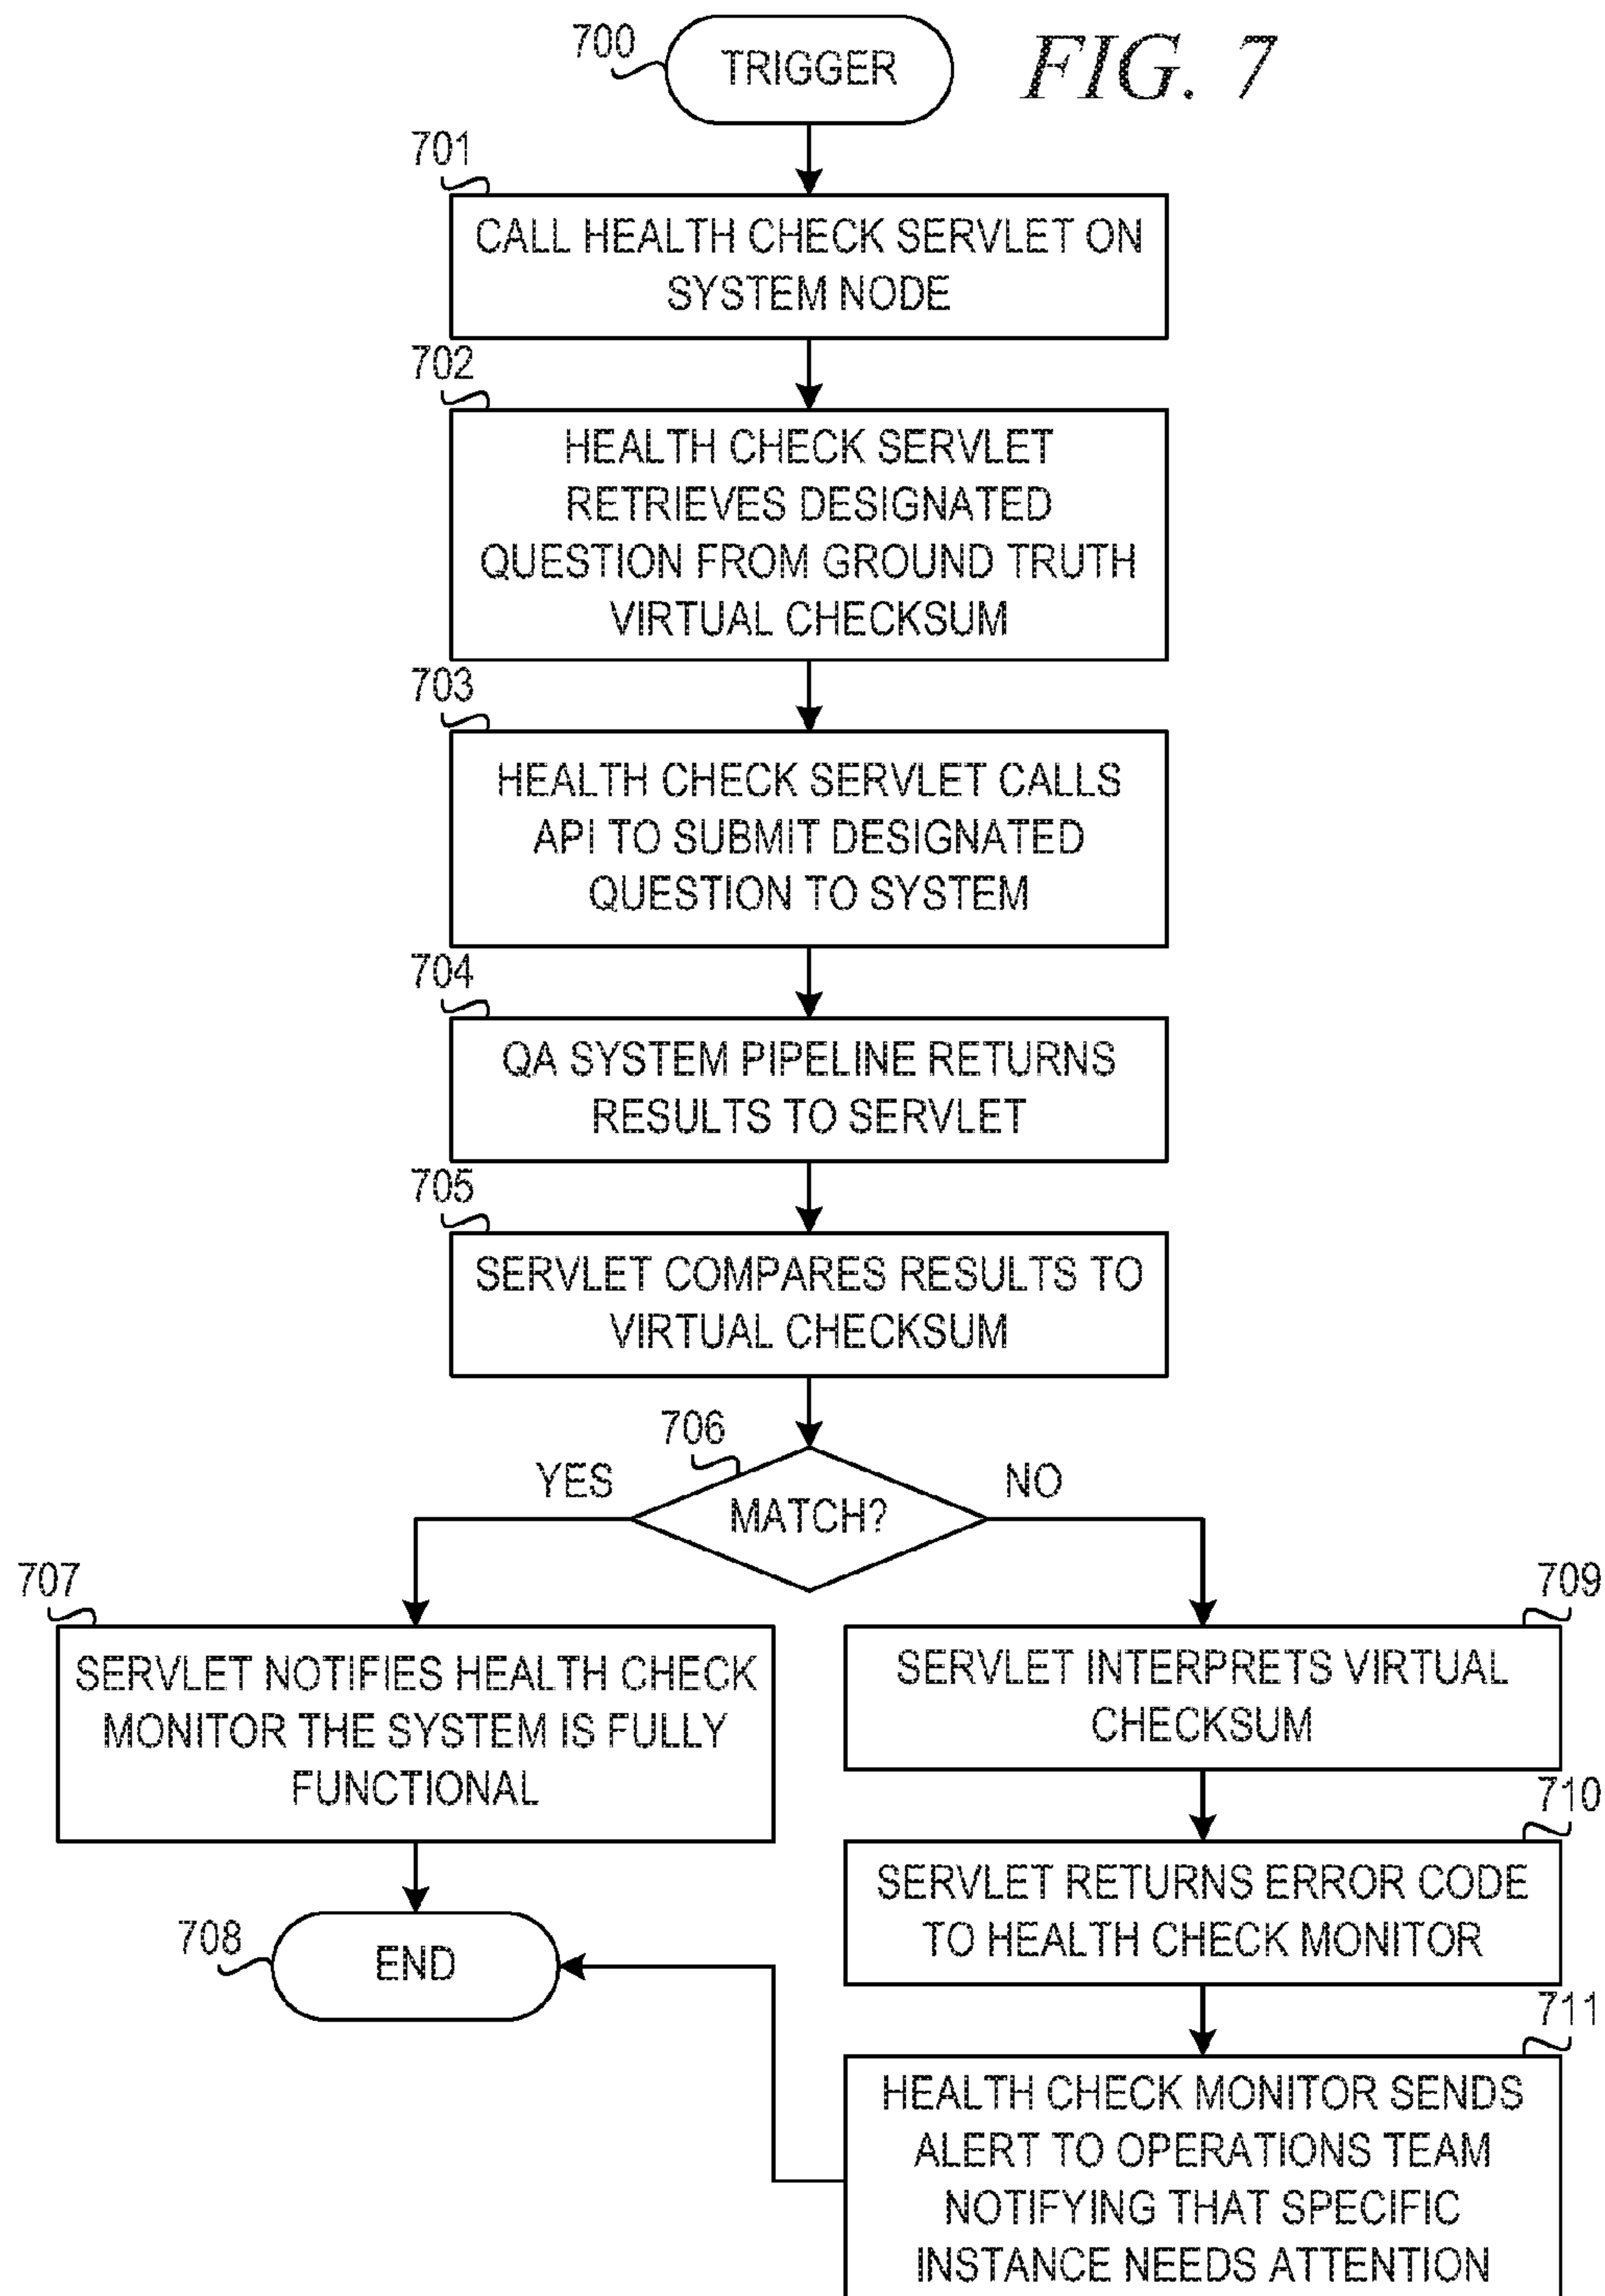 700
TRIGGER
FIG. 7
701
CALL HEALTH CHECK SERVLET ON
SYSTEM NODE
702
HEALTH CHECK SERVLET
RETRIEVES DESIGNATED
QUESTION FROM GROUND TRUTH
VIRTUAL CHECKSUM
703
HEALTH CHECK SERVLET CALLS
API TO SUBMIT DESIGNATED
QUESTION TO SYSTEM
704
QA SYSTEM PIPELINE RETURNS
RESULTS TO SERVLET
705
SERVLET COMPARES RESULTS TO
VIRTUAL CHECKSUM
706
YES
MATCH?
NO
707
SERVLET NOTIFIES HEALTH CHECK
MONITOR THE SYSTEM IS FULLY
FUNCTIONAL
708
END
709
SERVLET INTERPRETS VIRTUAL
CHECKSUM
710
SERVLET RETURNS ERROR CODE
TO HEALTH CHECK MONITOR
711
HEALTH CHECK MONITOR SENDS
ALERT TO OPERATIONS TEAM
NOTIFYING THAT SPECIFIC
INSTANCE NEEDS ATTENTION